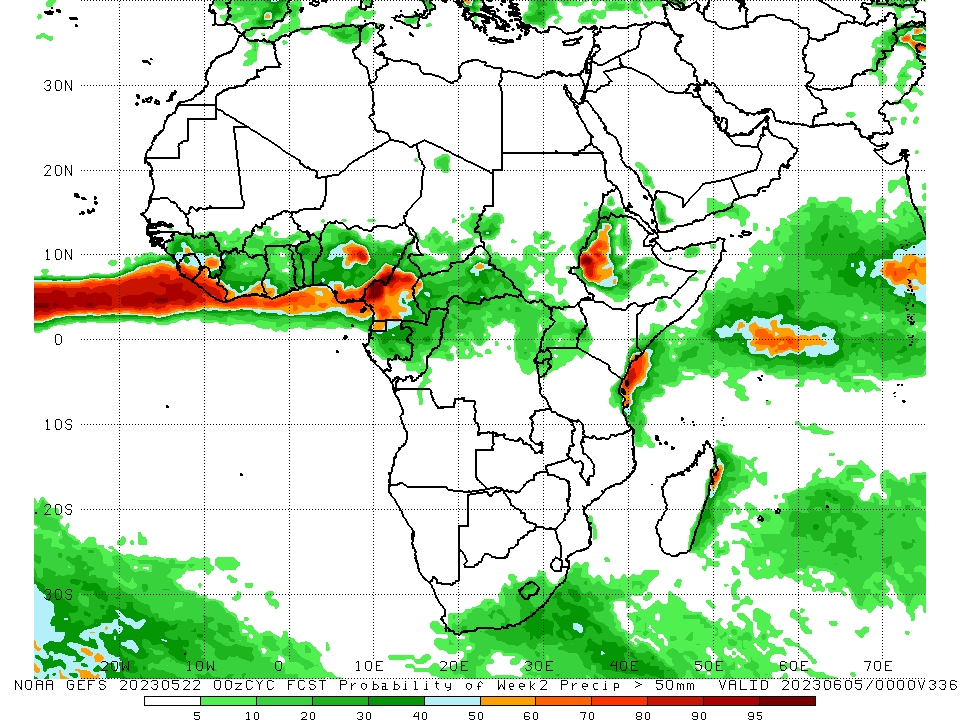 30N
20N
10N
0
10S
20S
30S
20W 10W 0 10E 20E 30E 40E 50E 60E 70E
NOAA GEFS 20230522 00zCYC FCST Probability of Week2 Precip > 50mm VALID 20230605/0000V336
5 10 20 30 40 50 60 70 80 90 95